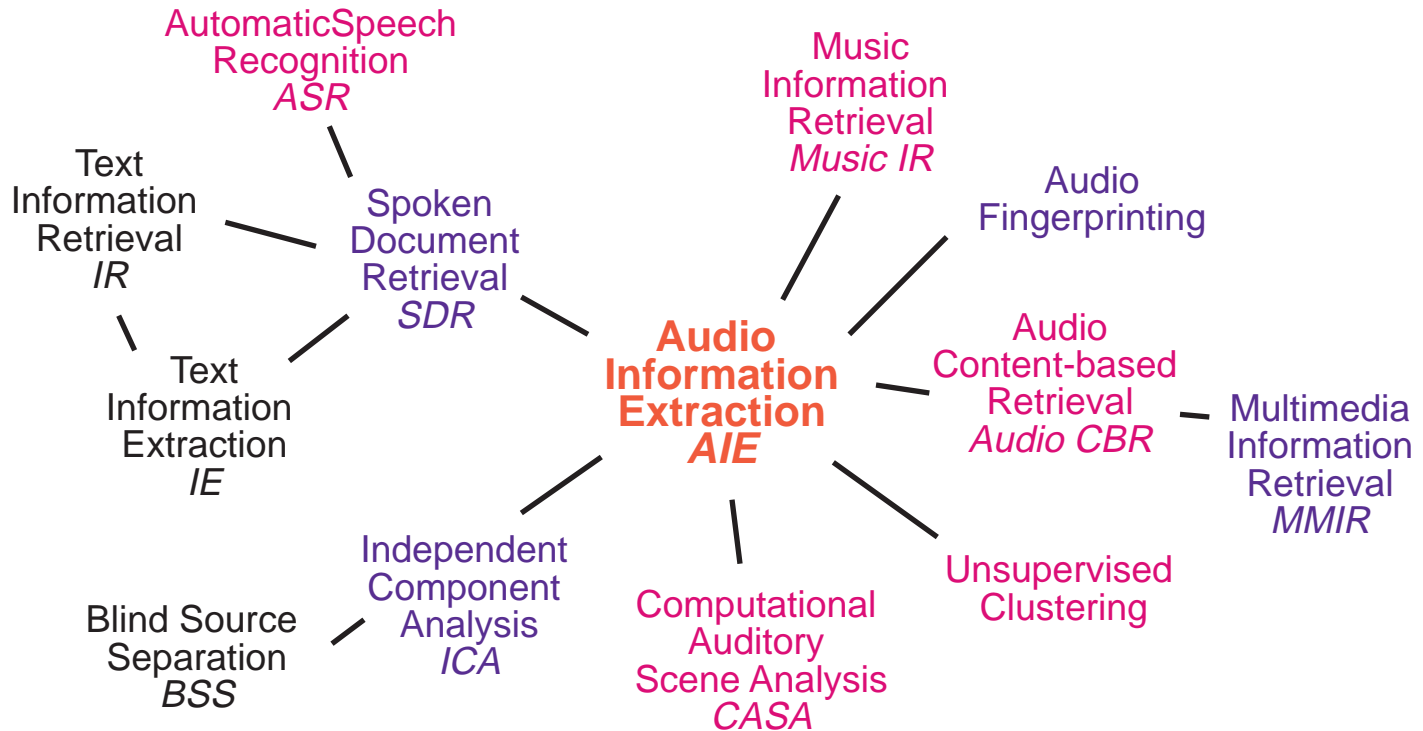 AutomaticSpeech
Recognition
ASR
Music
Information
Retrieval
Music IR
Text
Information
Retrieval
IR
Spoken
Document
Retrieval
SDR
Audio
Fingerprinting
Audio
Information
Extraction
AIE
Audio
Content-based
Retrieval
Audio CBR
Multimedia
Information
Retrieval
MMIR
Text
Information
Extraction
IE
Independent
Component
Analysis
ICA
Unsupervised
Clustering
Blind Source
Separation
BSS
Computational
Auditory
Scene Analysis
CASA